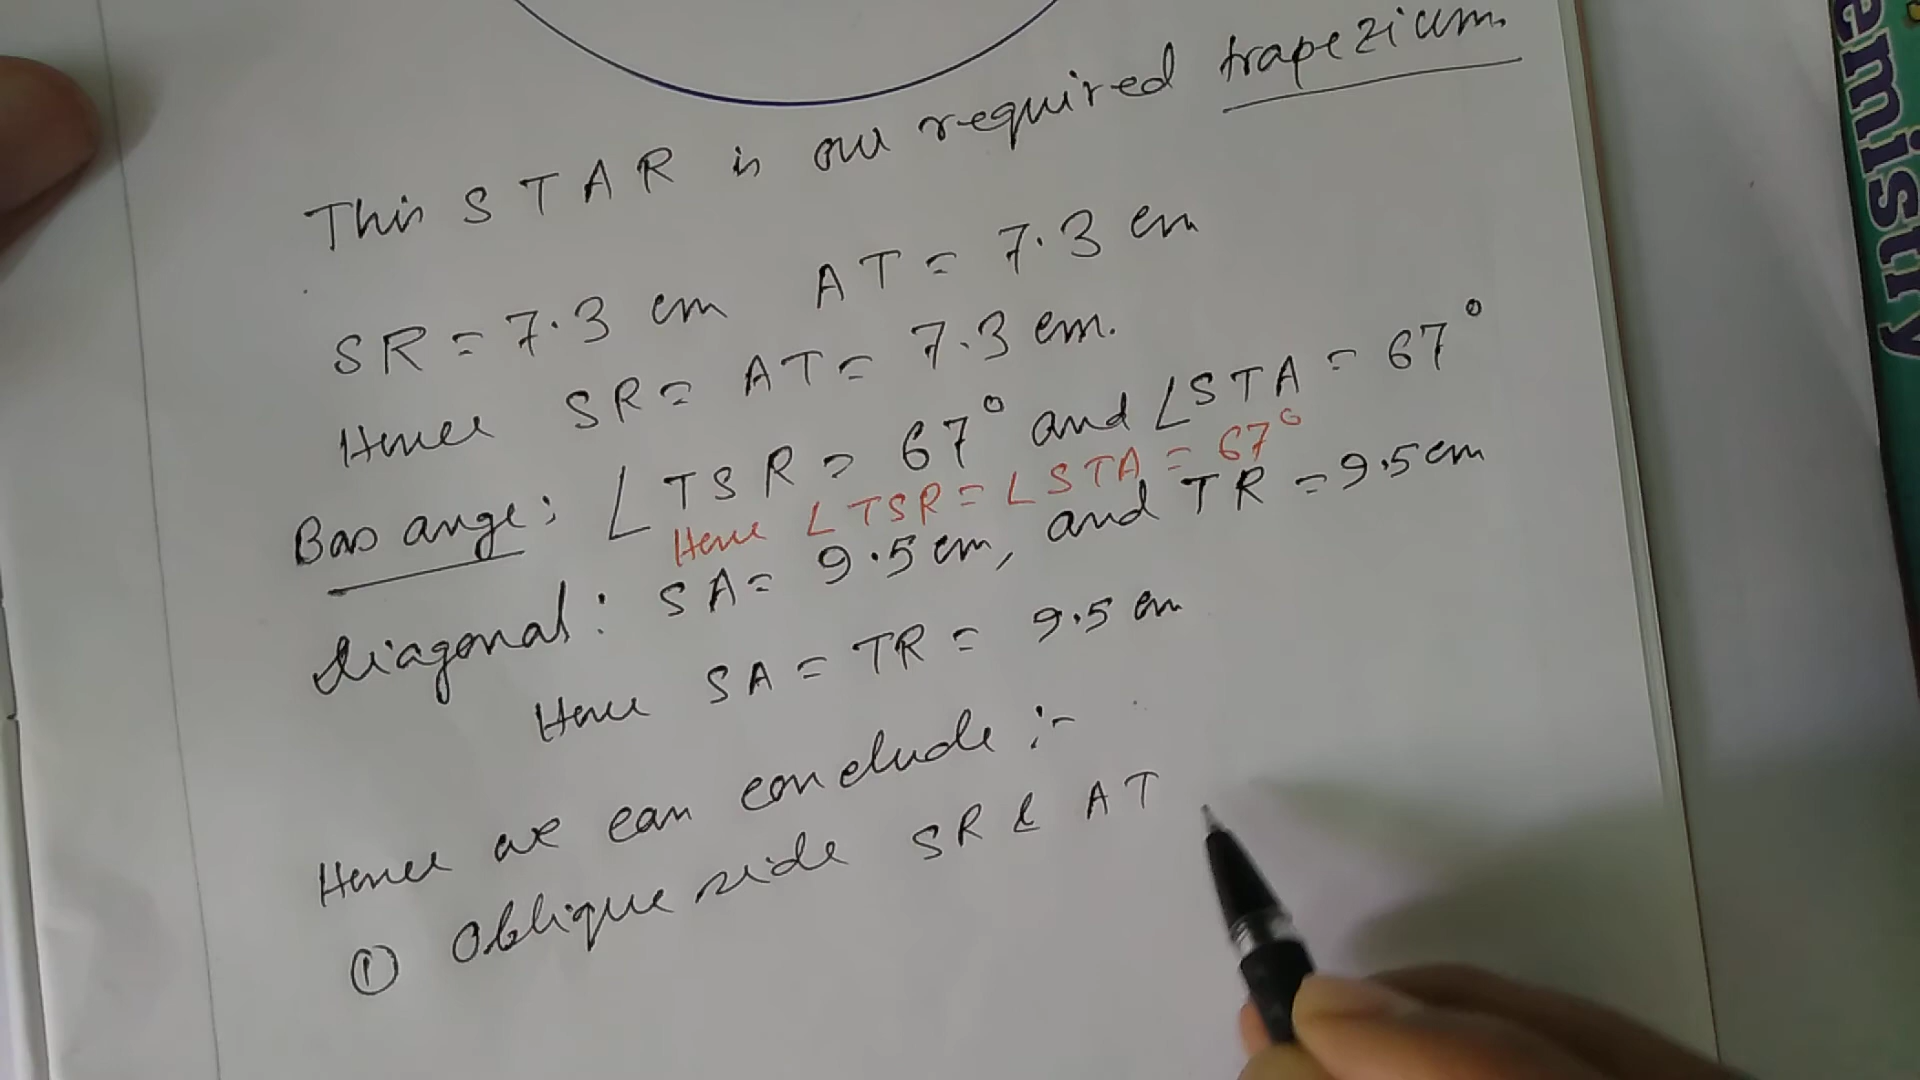 This STAR is our required trapezium.
SR = 7.3 cm AT = 7.3 cm
Hence SR = AT = 7.3 cm.
Bas ange: ∠TSR = 67° and ∠STA = 67°
Hence ∠TSR = ∠STA = 67°
diagonal: SA = 9.5 cm, and TR = 9.5 cm
Hence SA = TR = 9.5 cm
Hence we can conclude :-
① Oblique side SR & AT
emistry